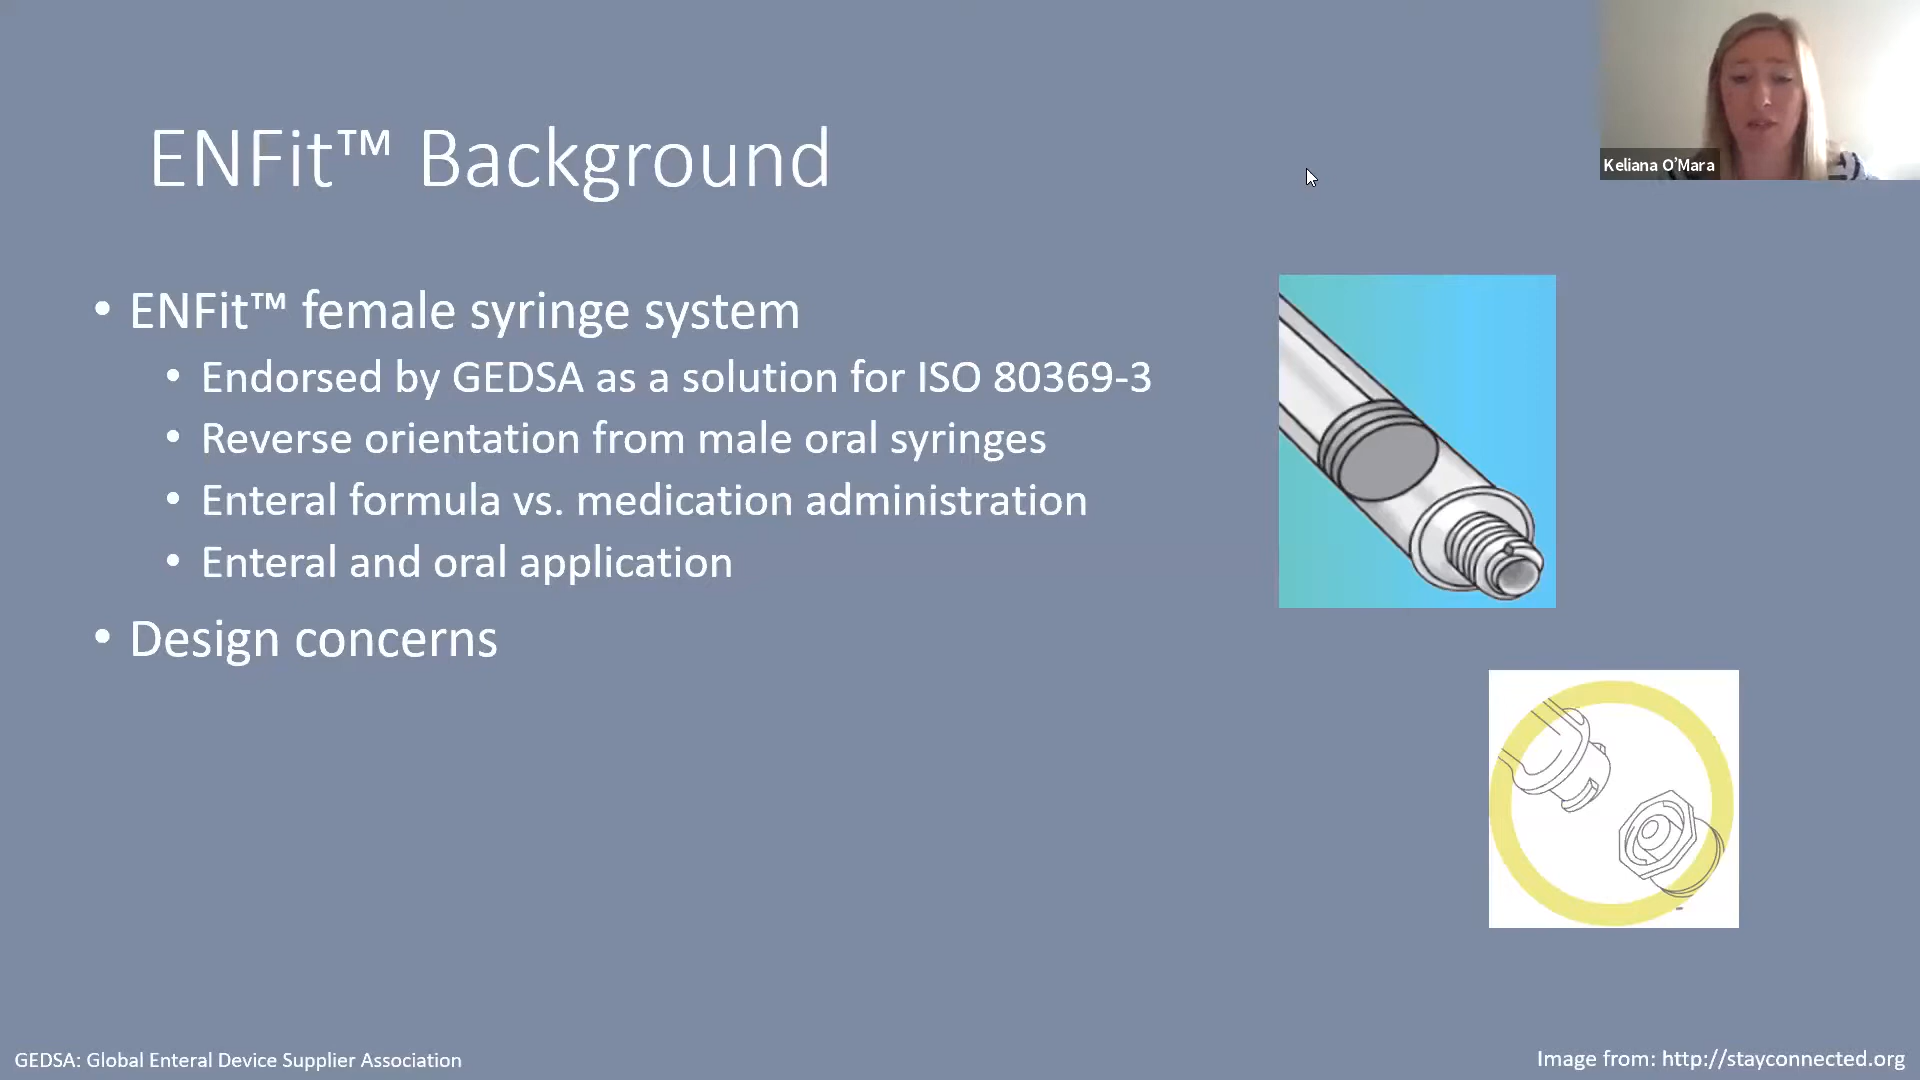 ENFit™ Background
Keliana O'Mara
• ENFit™ female syringe system
• Endorsed by GEDSA as a solution for ISO 80369-3
• Reverse orientation from male oral syringes
• Enteral formula vs. medication administration
• Enteral and oral application
• Design concerns
GEDSA: Global Enteral Device Supplier Association
Image from: http://stayconnected.org